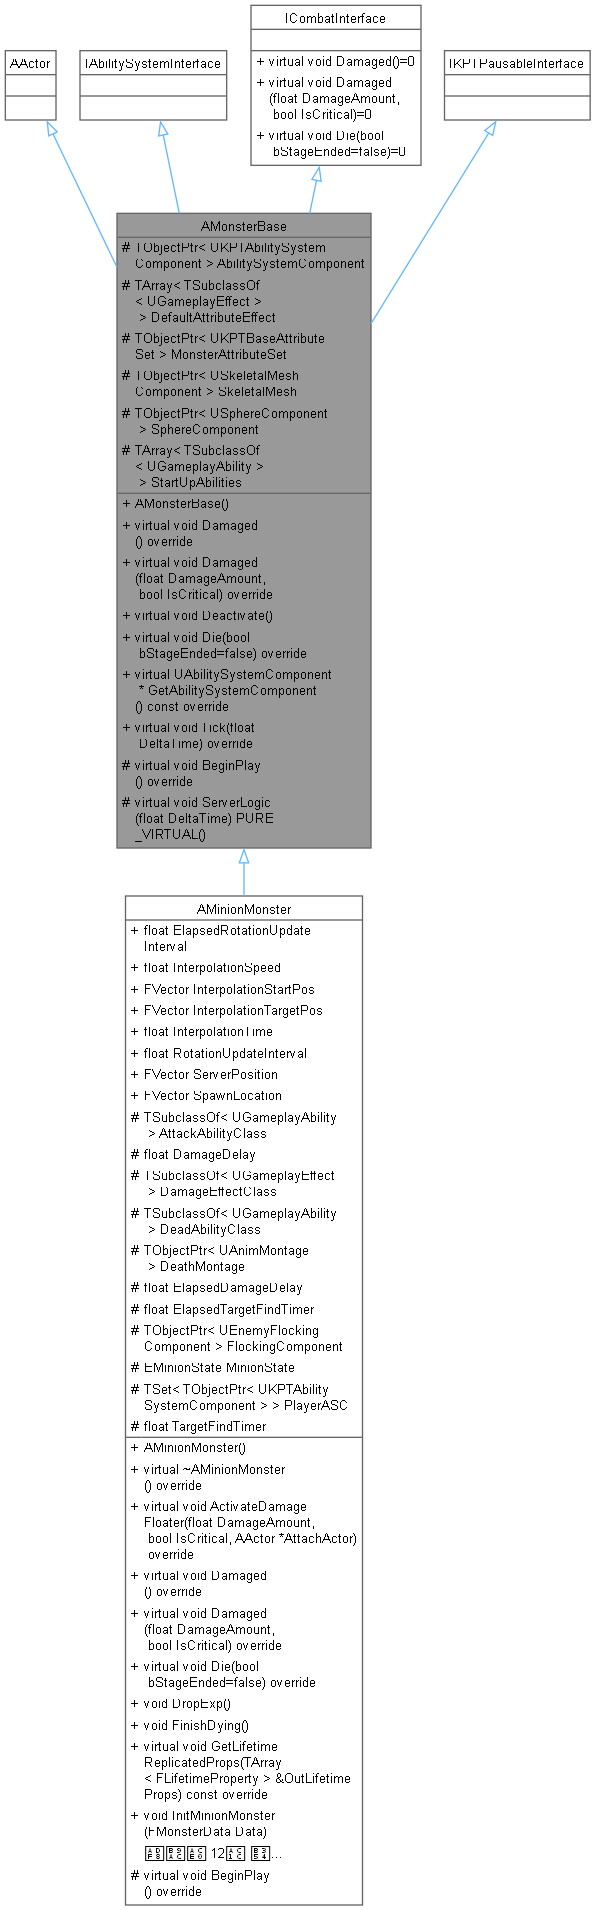 ICombatInterface
+ virtual void Damaged()=0
+ virtual void Damaged
(float DamageAmount,
bool IsCritical)=0
+ virtual void Die(bool
bStageEnded=false)=0
AActor
IAbilitySystemInterface
IKPTPausableInterface
AMonsterBase
# TObjectPtr< UKPTAbilitySystem
Component > AbilitySystemComponent
# TArray< TSubclassOf
< UGameplayEffect >
> DefaultAttributeEffect
# TObjectPtr< UKPTBaseAttribute
Set > MonsterAttributeSet
# TObjectPtr< USkeletalMesh
Component > SkeletalMesh
# TObjectPtr< USphereComponent
> SphereComponent
# TArray< TSubclassOf
< UGameplayAbility >
> StartUpAbilities
+ AMonsterBase()
+ virtual void Damaged
() override
+ virtual void Damaged
(float DamageAmount,
bool IsCritical) override
+ virtual void Deactivate()
+ virtual void Die(bool
bStageEnded=false) override
+ virtual UAbilitySystemComponent
* GetAbilitySystemComponent
() const override
+ virtual void Tick(float
DeltaTime) override
# virtual void BeginPlay
() override
# virtual void ServerLogic
(float DeltaTime) PURE
_VIRTUAL()
AMinionMonster
+ float ElapsedRotationUpdate
Interval
+ float InterpolationSpeed
+ FVector InterpolationStartPos
+ FVector InterpolationTargetPos
+ float InterpolationTime
+ float RotationUpdateInterval
+ FVector ServerPosition
+ FVector SpawnLocation
# TSubclassOf< UGameplayAbility
> AttackAbilityClass
# float DamageDelay
# TSubclassOf< UGameplayEffect
> DamageEffectClass
# TSubclassOf< UGameplayAbility
> DeadAbilityClass
# TObjectPtr< UAnimMontage
> DeathMontage
# float ElapsedDamageDelay
# float ElapsedTargetFindTimer
# TObjectPtr< UEnemyFlocking
Component > FlockingComponent
# EMinionState MinionState
# TSet< TObjectPtr< UKPTAbility
SystemComponent > > PlayerASC
# float TargetFindTimer
+ AMinionMonster()
+ virtual ~AMinionMonster
() override
+ virtual void ActivateDamage
Floater(float DamageAmount,
bool IsCritical, AActor *AttachActor)
override
+ virtual void Damaged
() override
+ virtual void Damaged
(float DamageAmount,
bool IsCritical) override
+ virtual void Die(bool
bStageEnded=false) override
+ void DropExp()
+ void FinishDying()
+ virtual void GetLifetime
ReplicatedProps(TArray
< FLifetimeProperty > &OutLifetime
Props) const override
+ void InitMinionMonster
(FMonsterData Data)
12 ...
# virtual void BeginPlay
() override